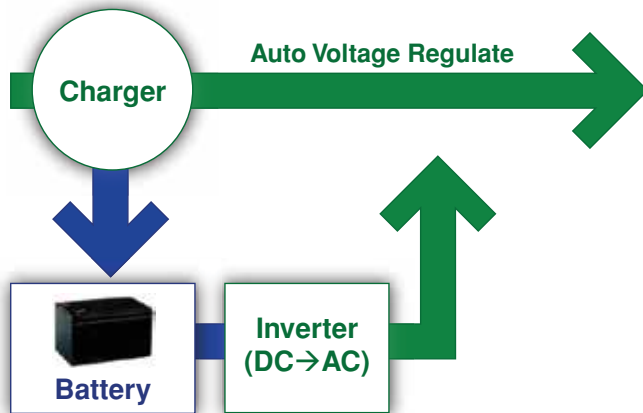 Auto Voltage Regulate
Charger
Battery
Inverter
(DC→AC)